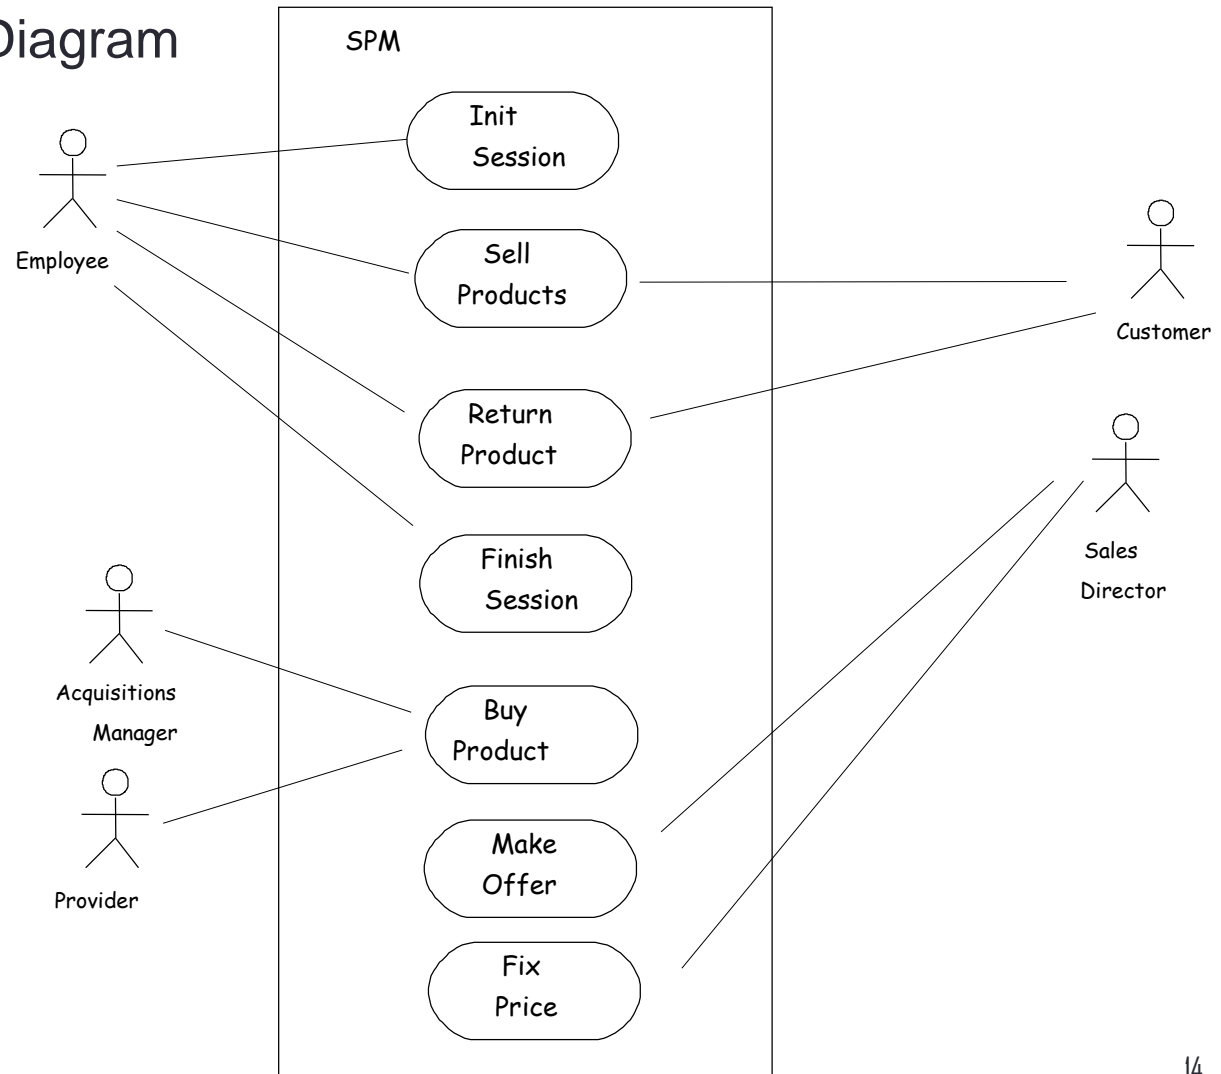 Diagram
SPM
Init
Session
Employee
Sell
Products
Customer
Return
Product
Sales
Director
Finish
Session
Acquisitions
Manager
Buy
Product
Provider
Make
Offer
Fix
Price
14